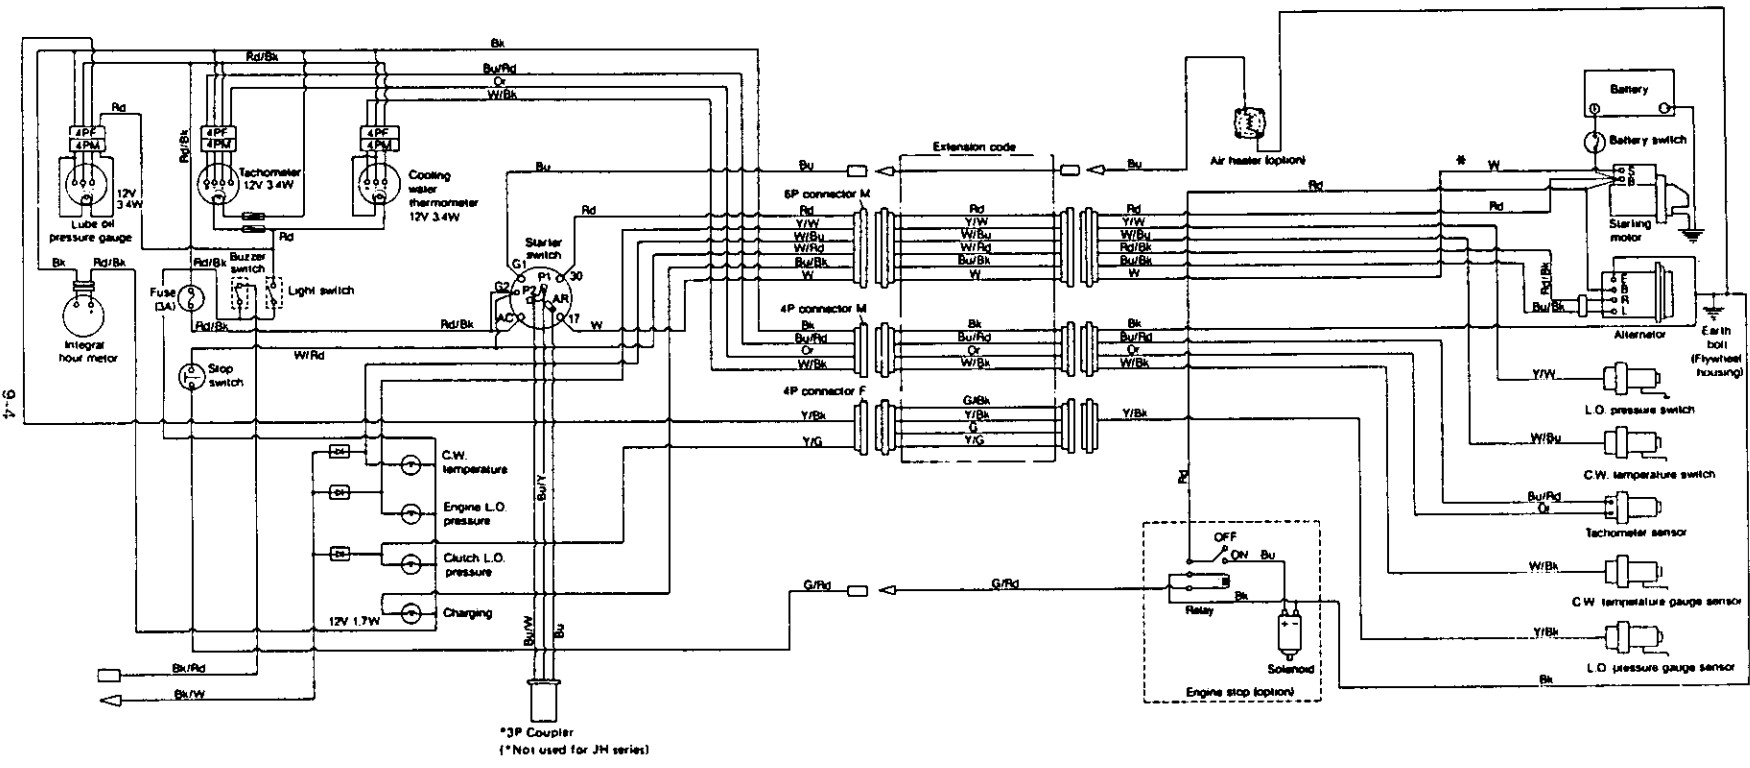 Bk
Rd/Bk
Bu/Rd
Or
W/Bk
Rd
4PF
4PM
4PF
4PM
4PF
4PM
Rd/Bk
12V
3.4W
Lube oil
pressure gauge
Tachometer
12V 3.4W
Cooling
water
thermometer
12V 3.4W
Rd
Bk
Rd/Bk
Integral
hour motor
Fuse
(3A)
Rd/Bk
Buzzer
switch
Light switch
Rd/Bk
Rd/Bk
W/Rd
Stop
switch
Bu
Rd
Starter
switch
G1
P1
30
G2
P2
AR
AC
17
W
Bu
Extension code
Bu
6P connector M
Rd
Y/W
W/Bu
W/Rd
Bu/Bk
W
Rd
Y/W
W/Bu
W/Rd
Bu/Bk
W
Rd
Y/W
W/Bu
Rd/Bk
Bu/Bk
W
4P connector M
Bk
Bu/Rd
Or
W/Bk
Bk
Bu/Rd
Or
W/Bk
Bk
Bu/Rd
Or
W/Bk
4P connector F
Y/Bk
Y/G
G/Bk
Y/Bk
G
Y/G
Y/Bk
Air heater (option)
Battery
Battery switch
*
W
Rd
Rd
S
B
Starting
motor
Rd/Bk
Bu/Bk
E
B
R
L
Alternator
Earth
bolt
(Flywheel
housing)
Y/W
L.O. pressure switch
W/Bu
C.W. temperature switch
Bu/Rd
Or
Tachometer sensor
W/Bk
C.W. temperature gauge sensor
Y/Bk
L.O. pressure gauge sensor
Bk
9-4
C.W.
temperature
Engine L.O.
pressure
Clutch L.O.
pressure
Charging
12V 1.7W
Bu/Y
Bu/W
Bu
G/Rd
G/Rd
Rd
OFF
ON
Bu
Relay
Bk
+ -
Solenoid
Engine stop (option)
Bk/Rd
Bk/W
*3P Coupler
(*Not used for JH series)